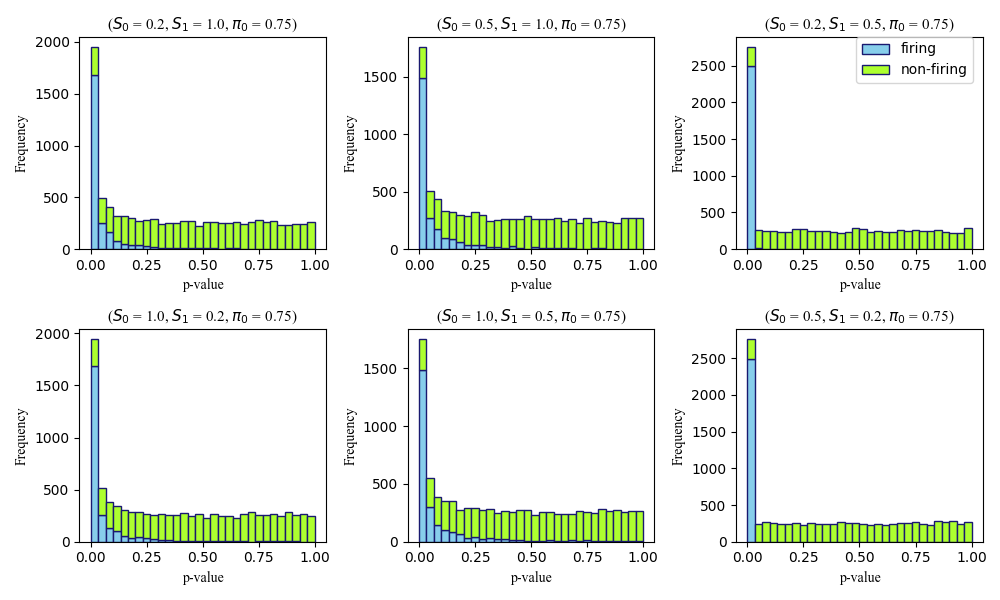 (S₀ = 0.2, S₁ = 1.0, π₀ = 0.75)
2000
1500
1000
500
0
Frequency
0.00 0.25 0.50 0.75 1.00
p-value
(S₀ = 0.5, S₁ = 1.0, π₀ = 0.75)
1500
1000
500
0
Frequency
0.00 0.25 0.50 0.75 1.00
p-value
(S₀ = 0.2, S₁ = 0.5, π₀ = 0.75)
firing
non-firing
2500
2000
1500
1000
500
0
Frequency
0.00 0.25 0.50 0.75 1.00
p-value
(S₀ = 1.0, S₁ = 0.2, π₀ = 0.75)
2000
1500
1000
500
0
Frequency
0.00 0.25 0.50 0.75 1.00
p-value
(S₀ = 1.0, S₁ = 0.5, π₀ = 0.75)
1500
1000
500
0
Frequency
0.00 0.25 0.50 0.75 1.00
p-value
(S₀ = 0.5, S₁ = 0.2, π₀ = 0.75)
2500
2000
1500
1000
500
0
Frequency
0.00 0.25 0.50 0.75 1.00
p-value